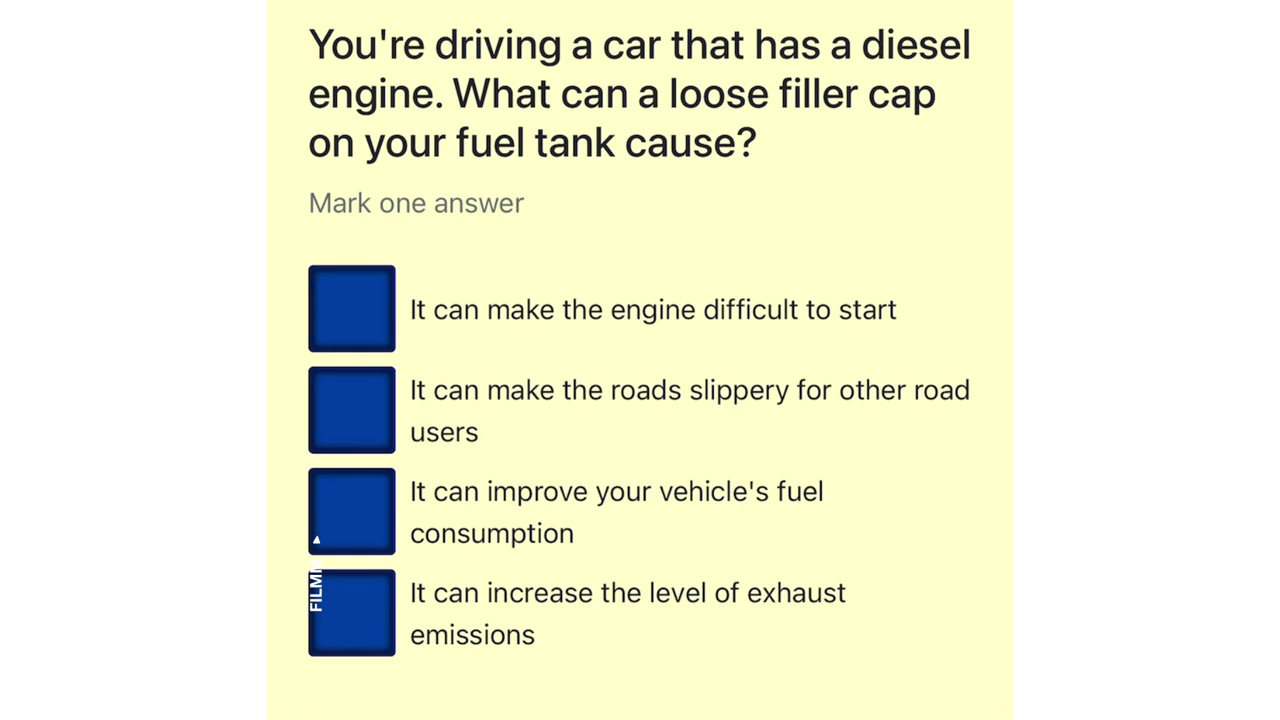 You're driving a car that has a diesel
engine. What can a loose filler cap
on your fuel tank cause?
Mark one answer
It can make the engine difficult to start
It can make the roads slippery for other road
users
It can improve your vehicle's fuel
consumption
It can increase the level of exhaust
emissions